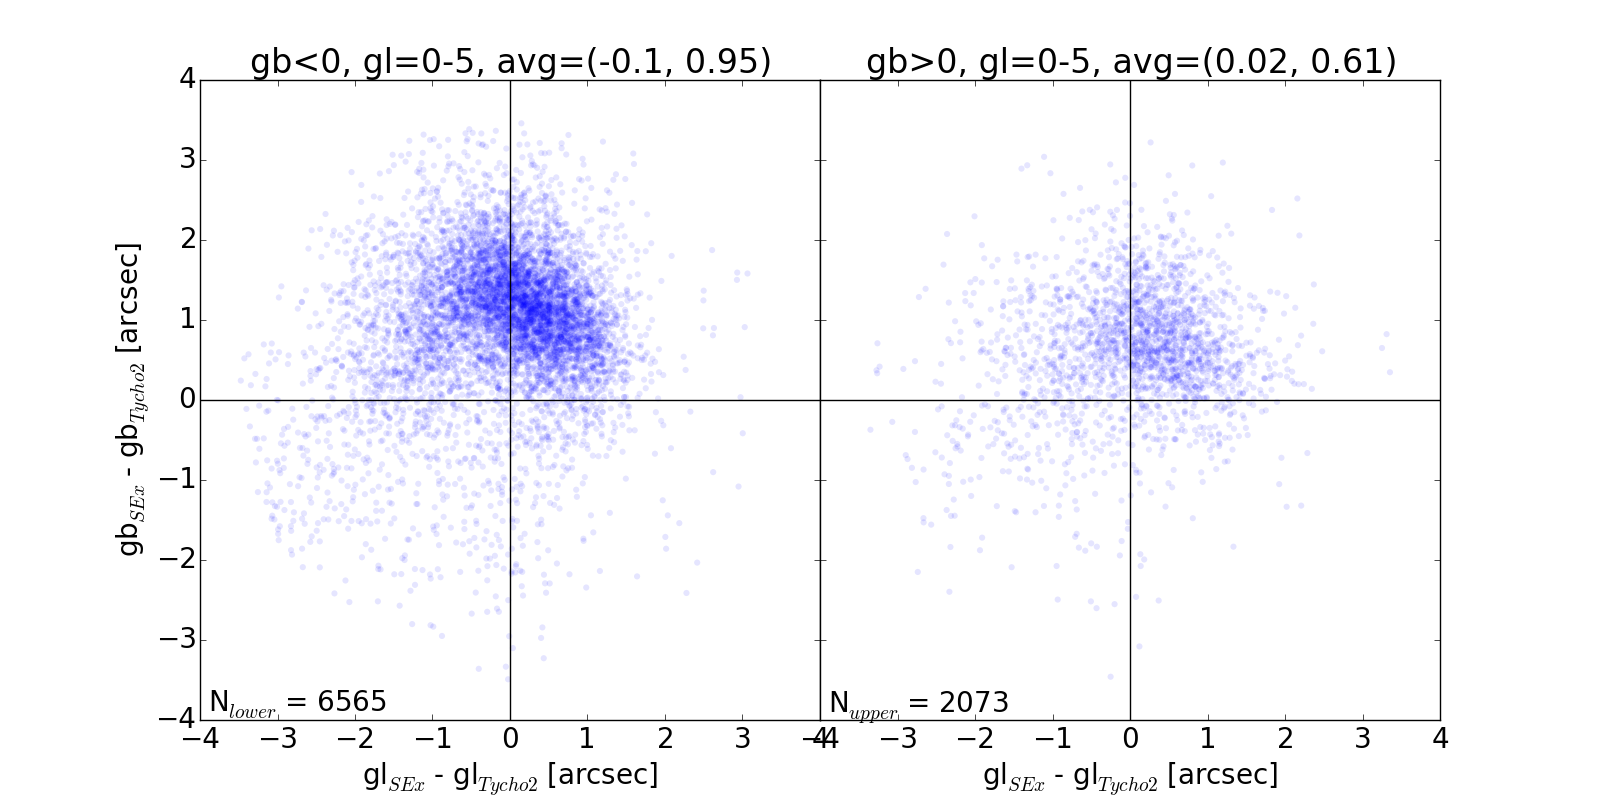 gb<0, gl=0-5, avg=(-0.1, 0.95)
gb>0, gl=0-5, avg=(0.02, 0.61)
4
3
2
1
0
−1
−2
−3
−4
gb_SEx - gb_Tycho2 [arcsec]
N_lower = 6565
N_upper = 2073
−4 −3 −2 −1 0 1 2 3 4
−4 −3 −2 −1 0 1 2 3 4
gl_SEx - gl_Tycho2 [arcsec]
gl_SEx - gl_Tycho2 [arcsec]